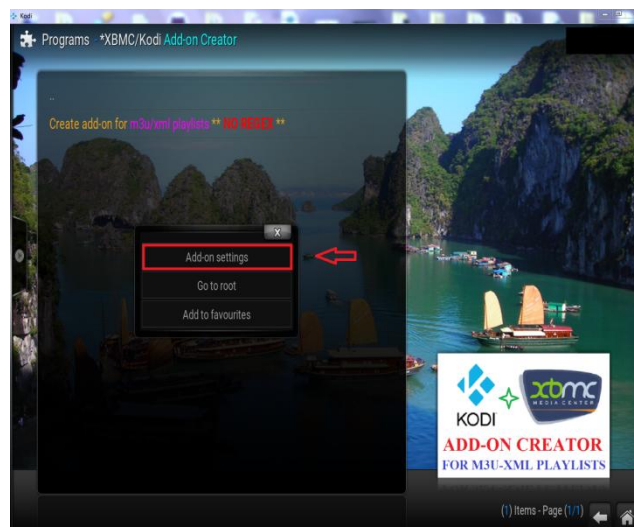 Kodi
Programs *XBMC/Kodi Add-on Creator
..
Create add-on for m3u/xml playlists ** NO REGEX **
X
Add-on settings
Go to root
Add to favourites
KODI
xbmc
MEDIA CENTER
ADD-ON CREATOR
FOR M3U-XML PLAYLISTS
(1) Items - Page (1/1)